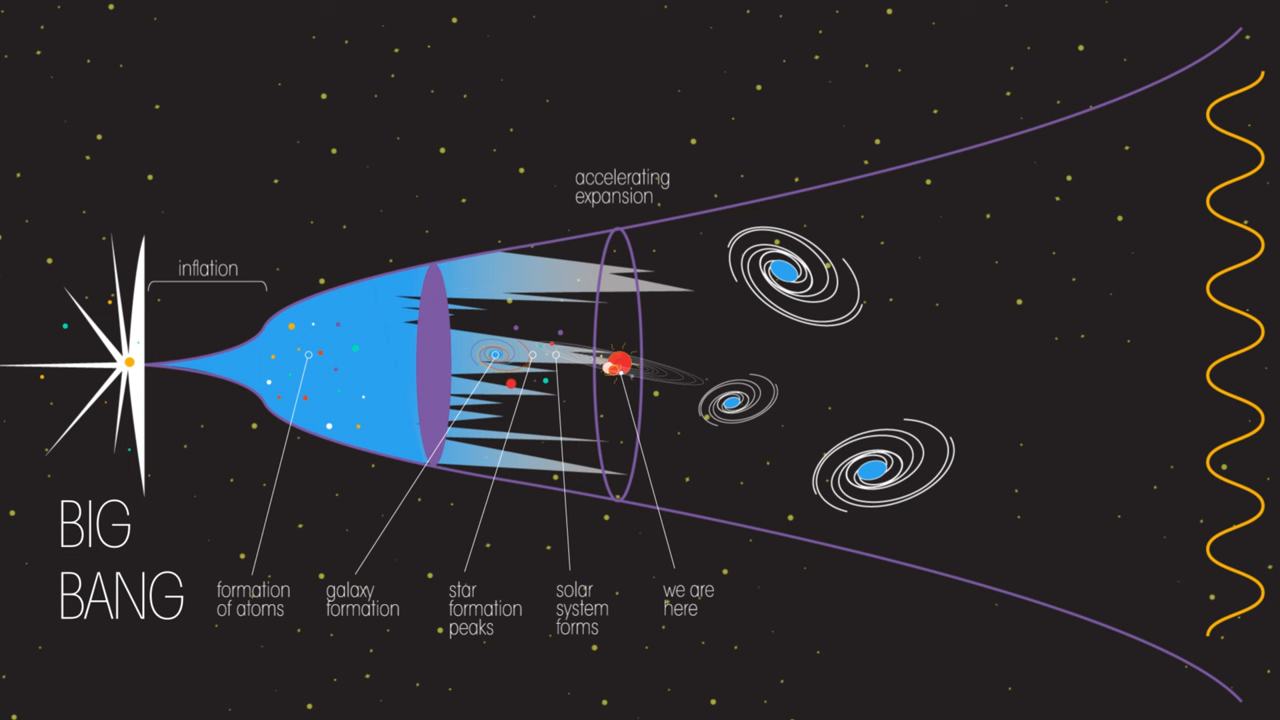 accelerating
expansion
inflation
BIG
BANG
formation
of atoms
galaxy
formation
star
formation
peaks
solar
system
forms
we are
here